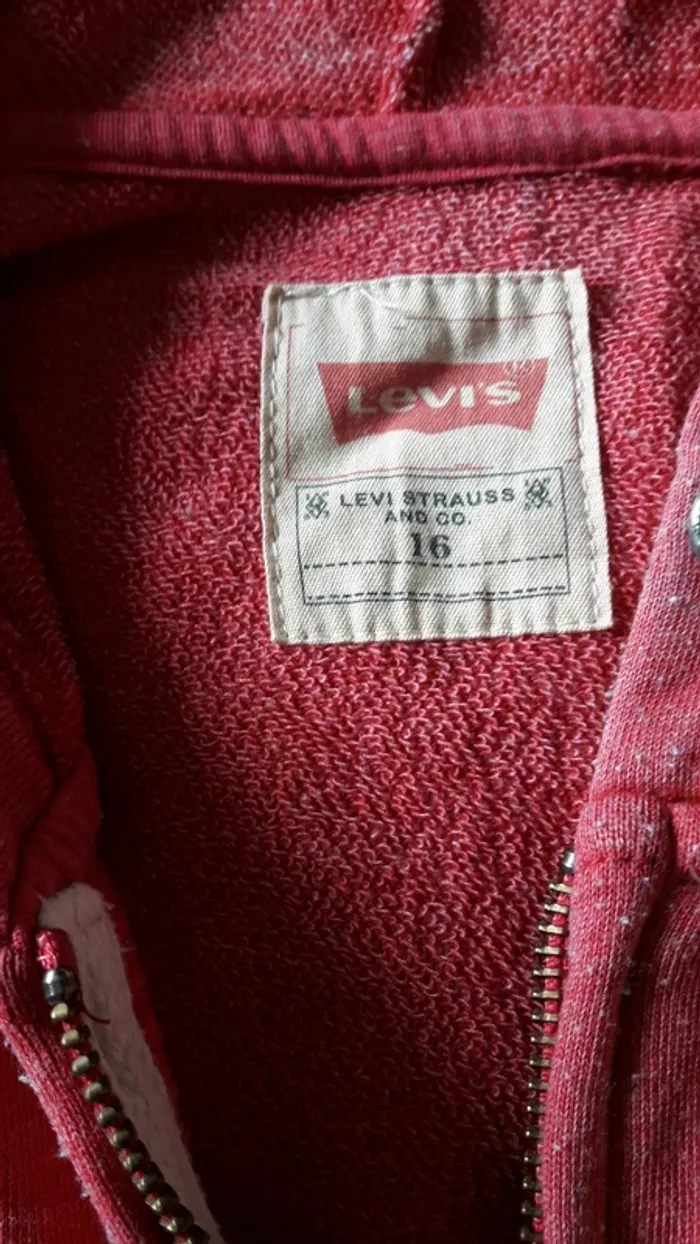 Levi's
LEVI STRAUSS
AND CO.
16